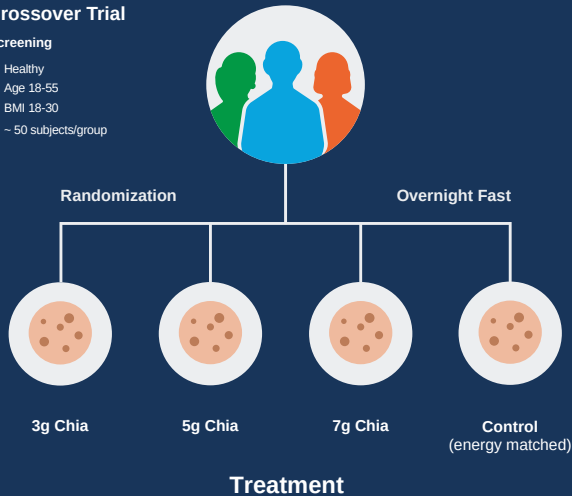 rossover Trial
creening
Healthy
Age 18-55
BMI 18-30
~ 50 subjects/group
Randomization
Overnight Fast
3g Chia
5g Chia
7g Chia
Control
(energy matched)
Treatment